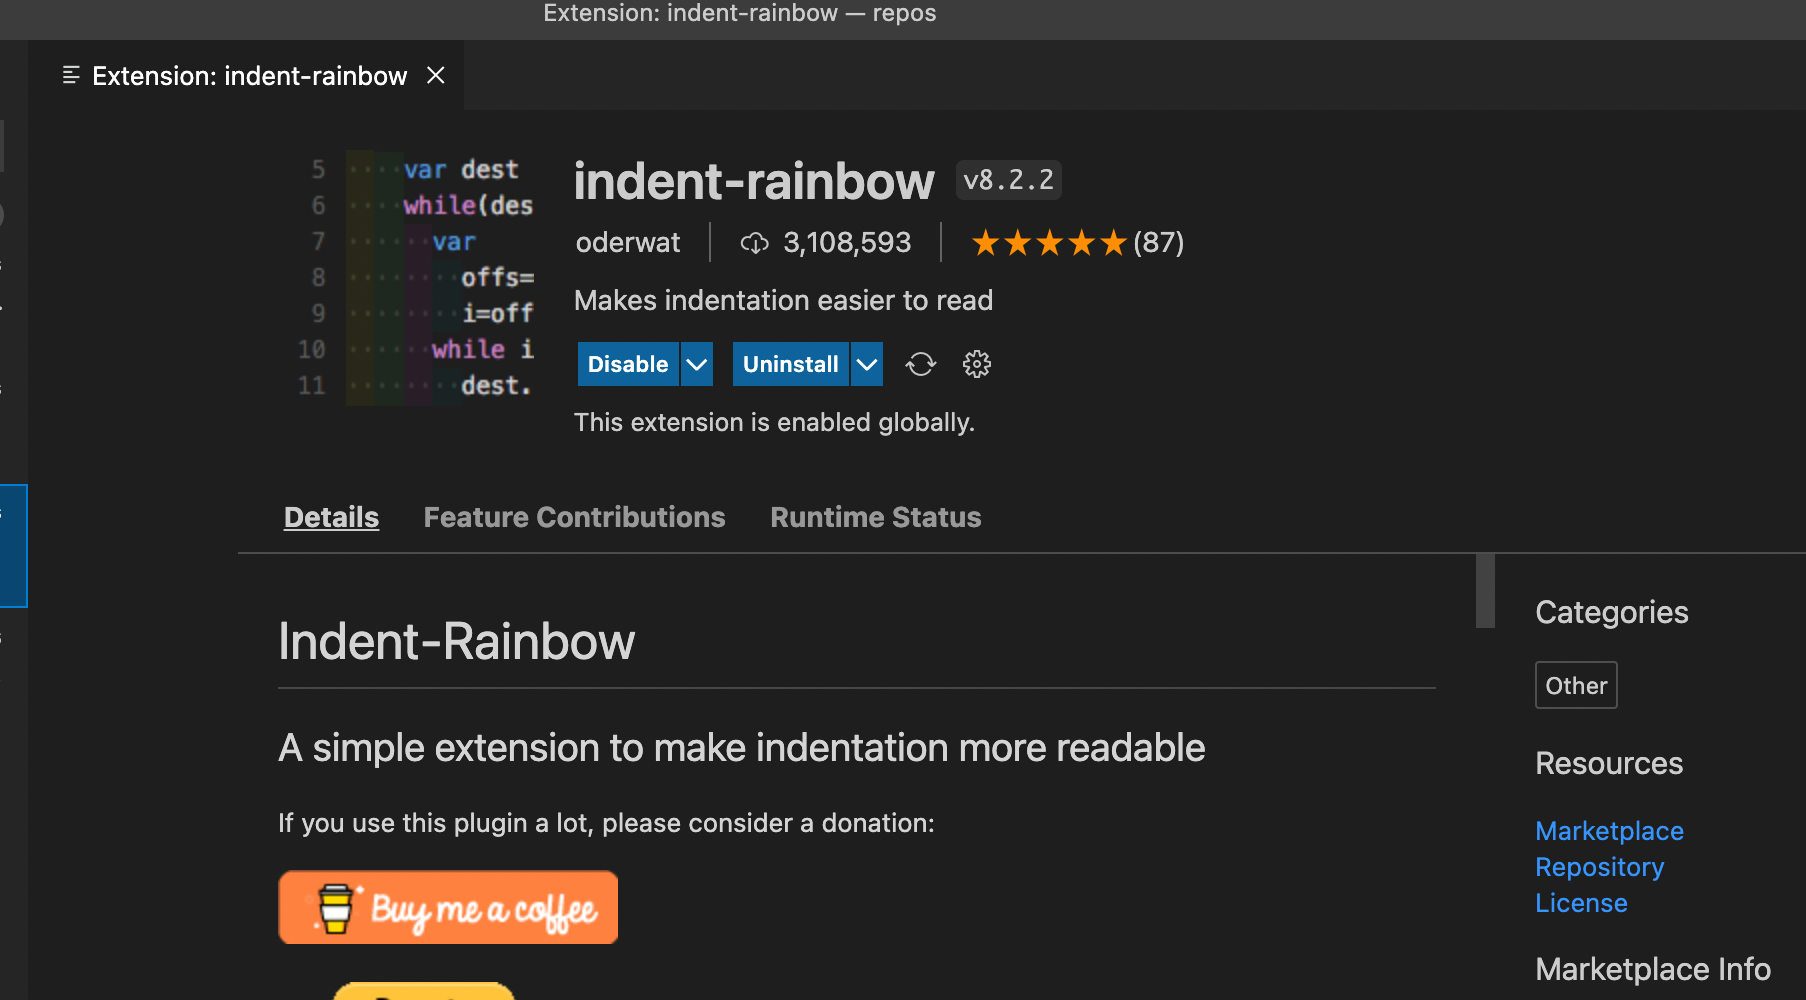 Extension: indent-rainbow — repos
Extension: indent-rainbow
5 var dest
6 while(des
7 var
8 offs=
9 i=off
10 while i
11 dest.
indent-rainbow v8.2.2
oderwat 3,108,593 (87)
Makes indentation easier to read
Disable Uninstall
This extension is enabled globally.
Details Feature Contributions Runtime Status
Indent-Rainbow
A simple extension to make indentation more readable
If you use this plugin a lot, please consider a donation:
Buy me a coffee
Categories
Other
Resources
Marketplace
Repository
License
Marketplace Info